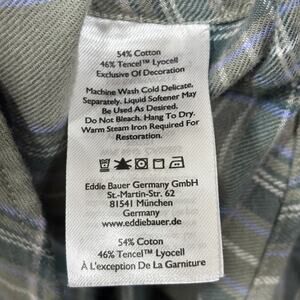 54% Cotton
46% Tencel™ Lyocell
Exclusive Of Decoration
Machine Wash Cold Delicate,
Separately. Liquid Softener May
Be Used As Desired.
Do Not Bleach. Hang To Dry.
Warm Steam Iron Required For
Restoration.
Eddie Bauer Germany GmbH
St.-Martin-Str. 62
81541 München
Germany
www.eddiebauer.de
54% Cotton
46% Tencel™ Lyocell
À L'exception De La Garniture